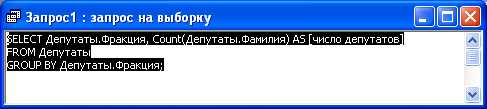 Запрос1 : запрос на выборку
SELECT Депутаты.Фракция, Count(Депутаты.Фамилия) AS [число депутатов]
FROM Депутаты
GROUP BY Депутаты.Фракция;